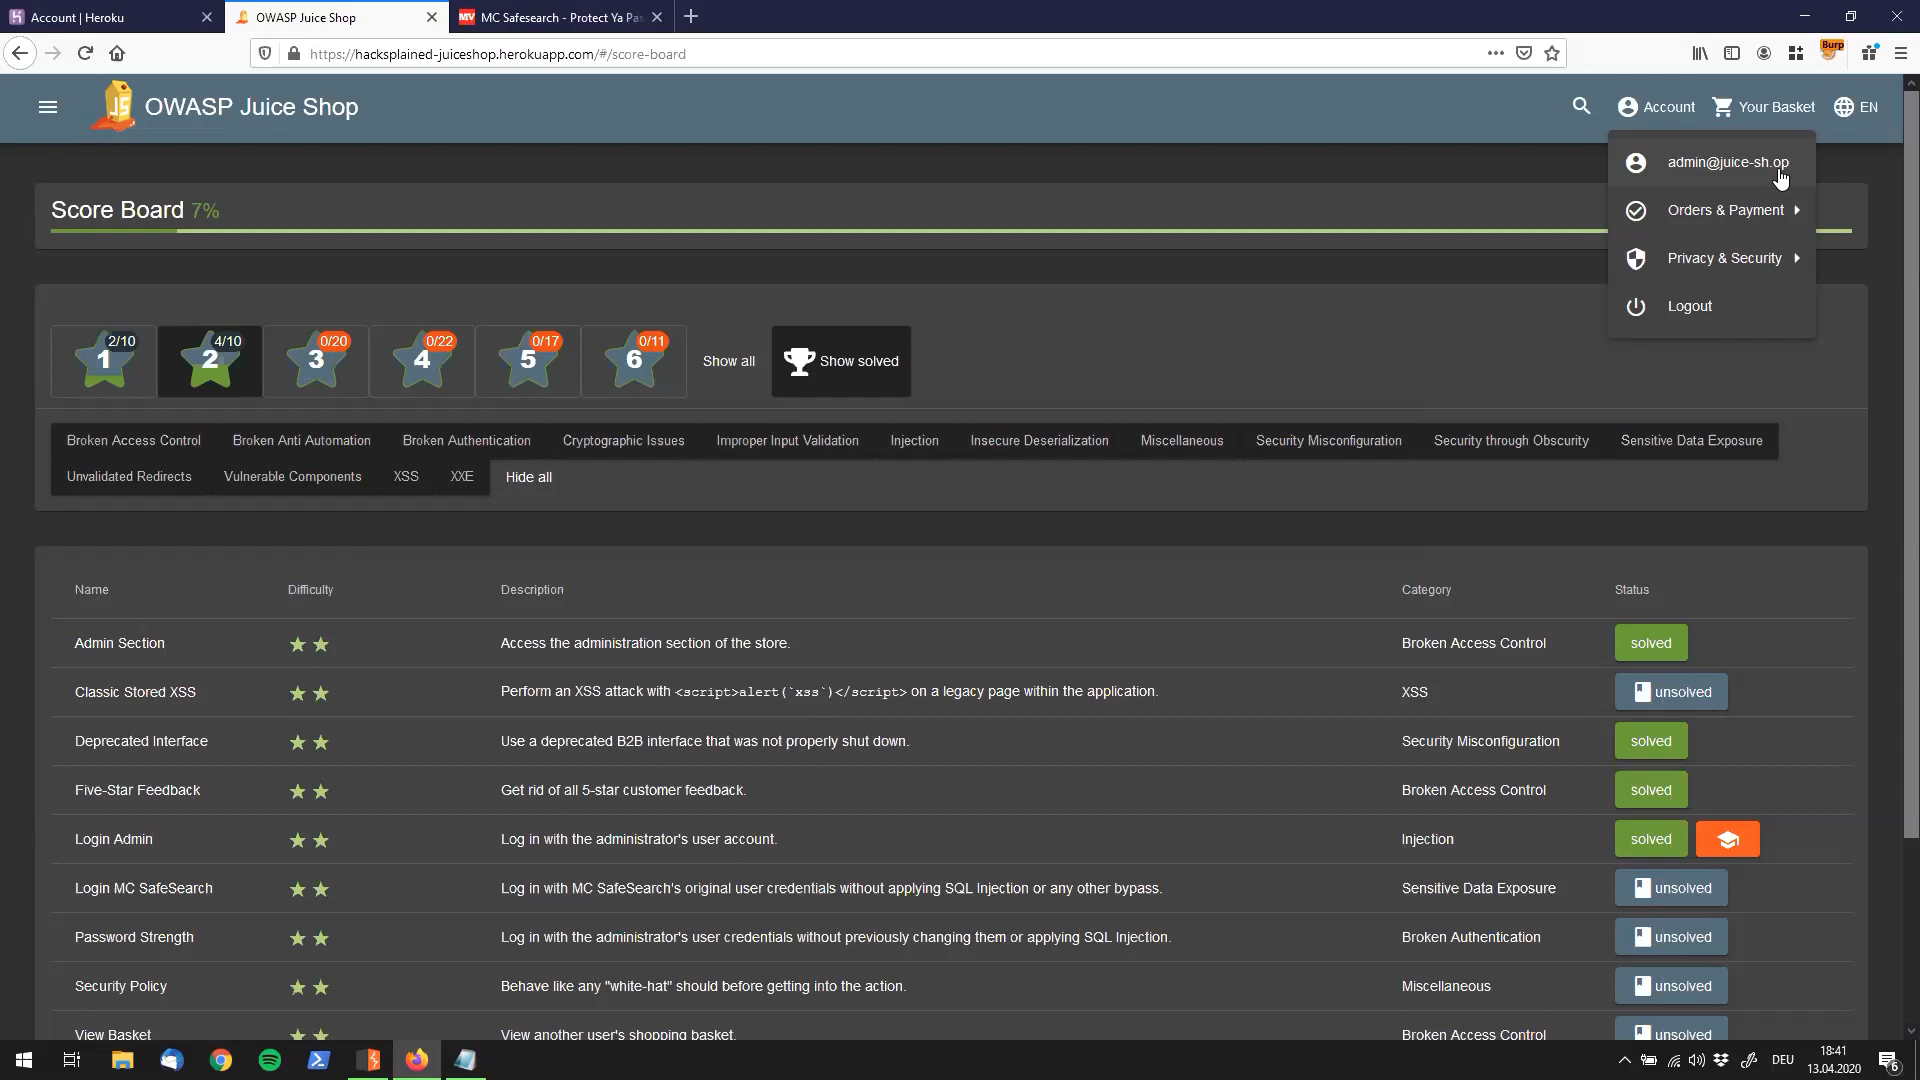 Account | Heroku
OWASP Juice Shop
MC Safesearch - Protect Ya Pas
https://hacksplained-juiceshop.herokuapp.com/#/score-board
Burp
OWASP Juice Shop
Account
Your Basket
EN
admin@juice-sh.op
Orders & Payment
Privacy & Security
Logout
Score Board 7%
1 2/10
2 4/10
3 0/20
4 0/22
5 0/17
6 0/11
Show all
Show solved
Broken Access Control Broken Anti Automation Broken Authentication Cryptographic Issues Improper Input Validation Injection Insecure Deserialization Miscellaneous Security Misconfiguration Security through Obscurity Sensitive Data Exposure
Unvalidated Redirects Vulnerable Components XSS XXE Hide all
Name Difficulty Description Category Status
Admin Section Access the administration section of the store. Broken Access Control solved
Classic Stored XSS Perform an XSS attack with <script>alert(`xss`)</script> on a legacy page within the application. XSS unsolved
Deprecated Interface Use a deprecated B2B interface that was not properly shut down. Security Misconfiguration solved
Five-Star Feedback Get rid of all 5-star customer feedback. Broken Access Control solved
Login Admin Log in with the administrator's user account. Injection solved
Login MC SafeSearch Log in with MC SafeSearch's original user credentials without applying SQL Injection or any other bypass. Sensitive Data Exposure unsolved
Password Strength Log in with the administrator's user credentials without previously changing them or applying SQL Injection. Broken Authentication unsolved
Security Policy Behave like any "white-hat" should before getting into the action. Miscellaneous unsolved
View Basket View another user's shopping basket. Broken Access Control unsolved
DEU
18:41
13.04.2020
6